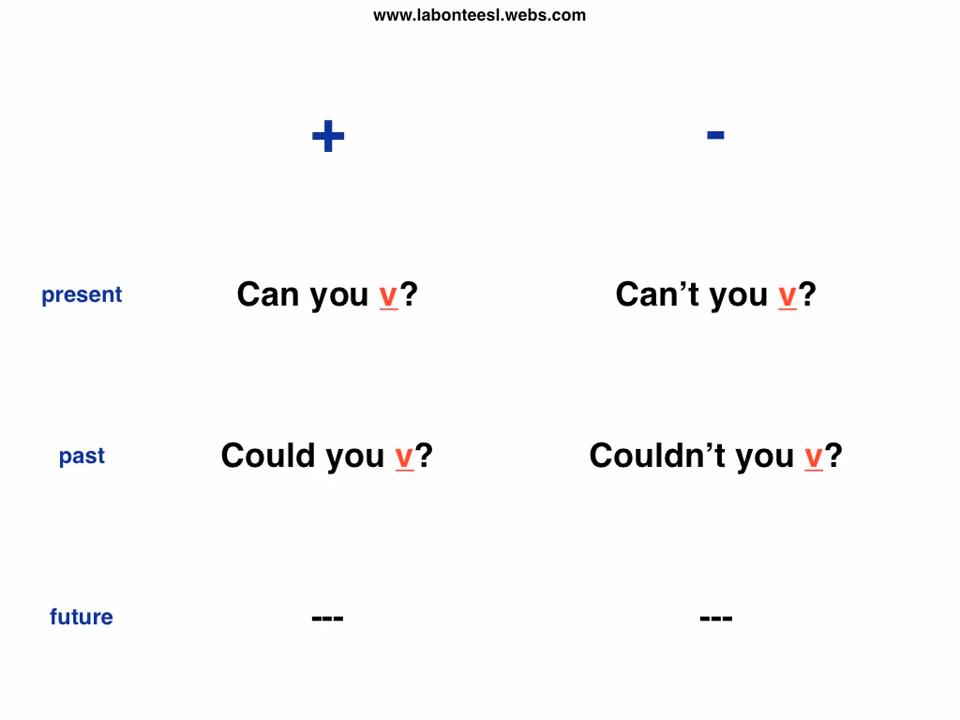 www.labonteesl.webs.com
+ -
present Can you v? Can’t you v?
past Could you v? Couldn’t you v?
future --- ---